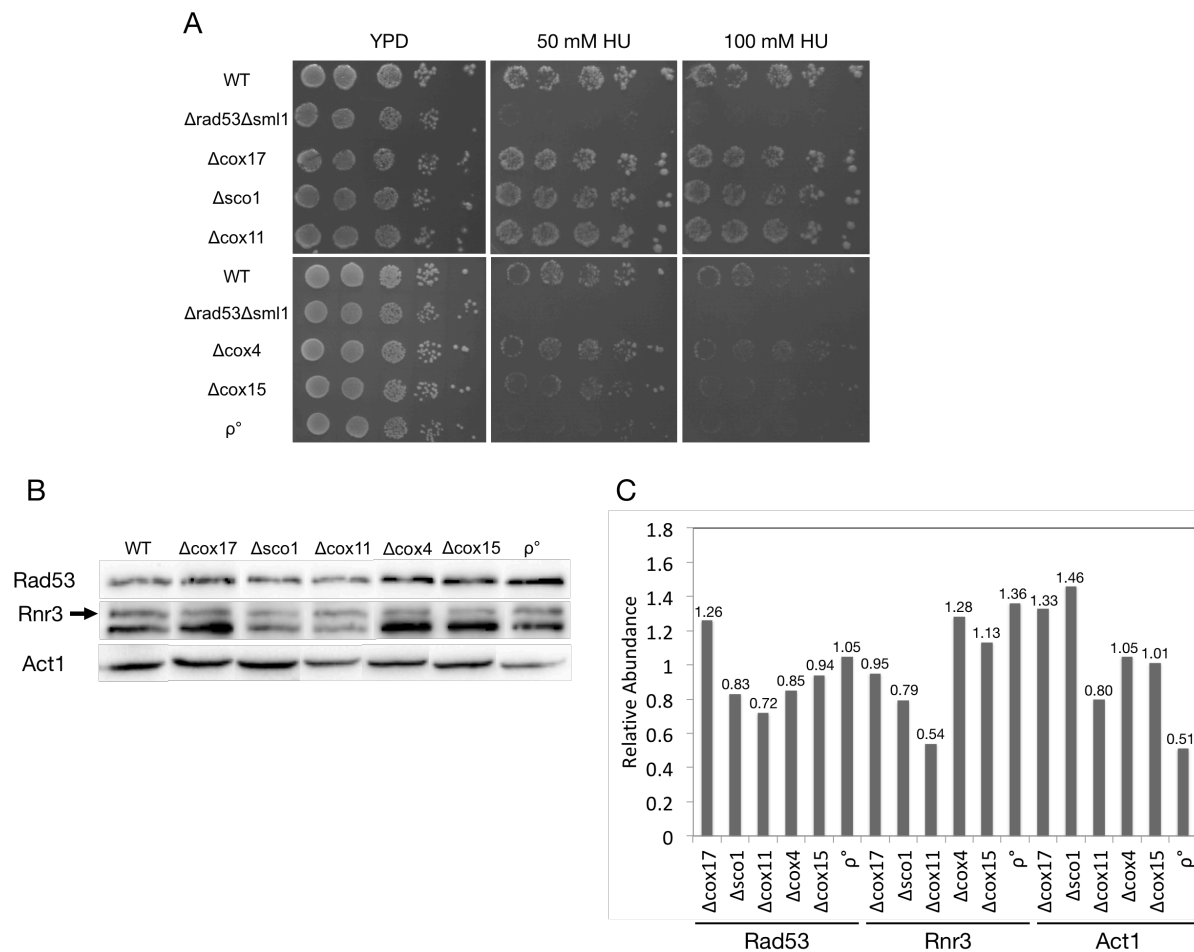 A
YPD 50 mM HU 100 mM HU
WT
Δrad53Δsml1
Δcox17
Δsco1
Δcox11
WT
Δrad53Δsml1
Δcox4
Δcox15
ρ°
B
WT Δcox17 Δsco1 Δcox11 Δcox4 Δcox15 ρ°
Rad53
Rnr3
Act1
C
Relative Abundance
1.8
1.6
1.4
1.2
1
0.8
0.6
0.4
0.2
0
1.26 0.83 0.72 0.85 0.94 1.05 0.95 0.79 0.54 1.28 1.13 1.36 1.33 1.46 0.80 1.05 1.01 0.51
Δcox17 Δsco1 Δcox11 Δcox4 Δcox15 ρ° Δcox17 Δsco1 Δcox11 Δcox4 Δcox15 ρ° Δcox17 Δsco1 Δcox11 Δcox4 Δcox15 ρ°
Rad53 Rnr3 Act1